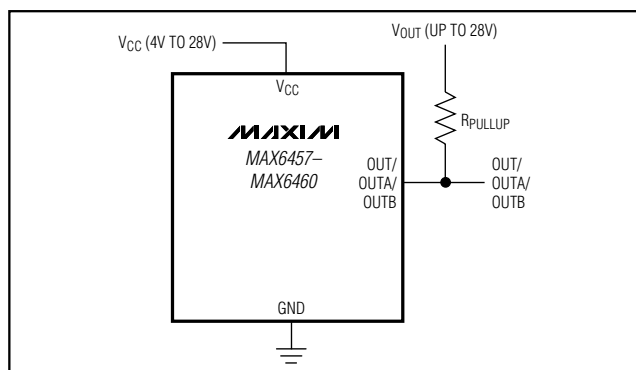 VCC (4V TO 28V)
VOUT (UP TO 28V)
VCC
RPULLUP
MAXIM
MAX6457–
MAX6460
OUT/
OUTA/
OUTB
OUT/
OUTA/
OUTB
GND